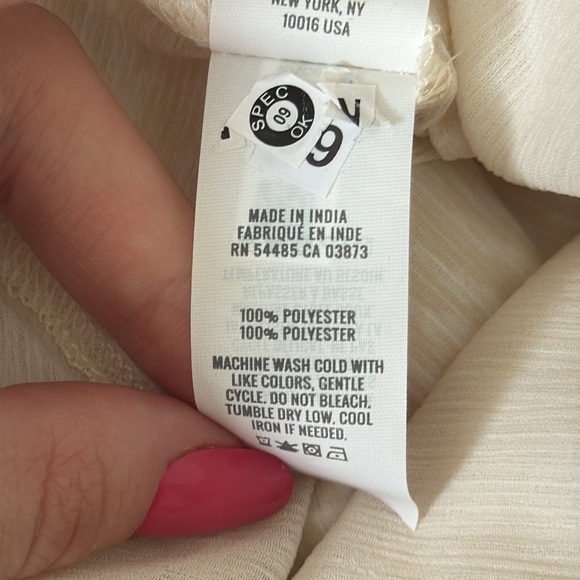 NEW YORK, NY
10016 USA
SPEC
09
OK
9
MADE IN INDIA
FABRIQUÉ EN INDE
RN 54485 CA 03873
100% POLYESTER
100% POLYESTER
MACHINE WASH COLD WITH
LIKE COLORS, GENTLE
CYCLE. DO NOT BLEACH.
TUMBLE DRY LOW. COOL
IRON IF NEEDED.